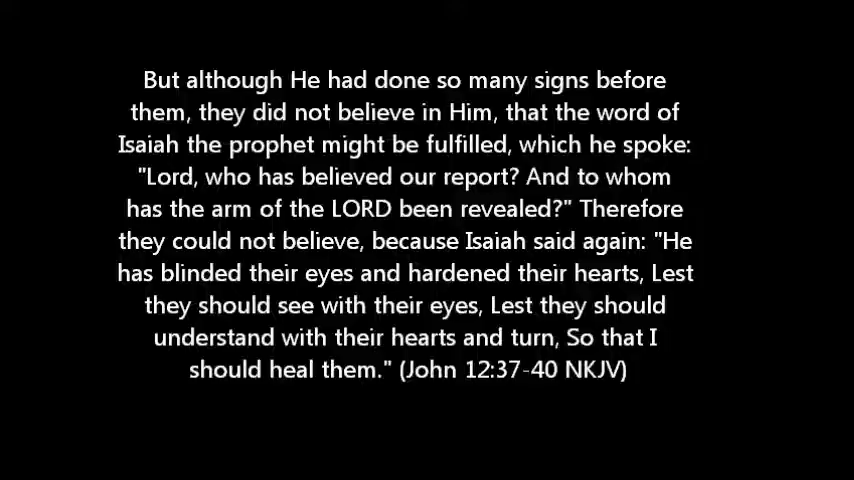 But although He had done so many signs before
them, they did not believe in Him, that the word of
Isaiah the prophet might be fulfilled, which he spoke:
"Lord, who has believed our report? And to whom
has the arm of the LORD been revealed?" Therefore
they could not believe, because Isaiah said again: "He
has blinded their eyes and hardened their hearts, Lest
they should see with their eyes, Lest they should
understand with their hearts and turn, So that I
should heal them." (John 12:37-40 NKJV)